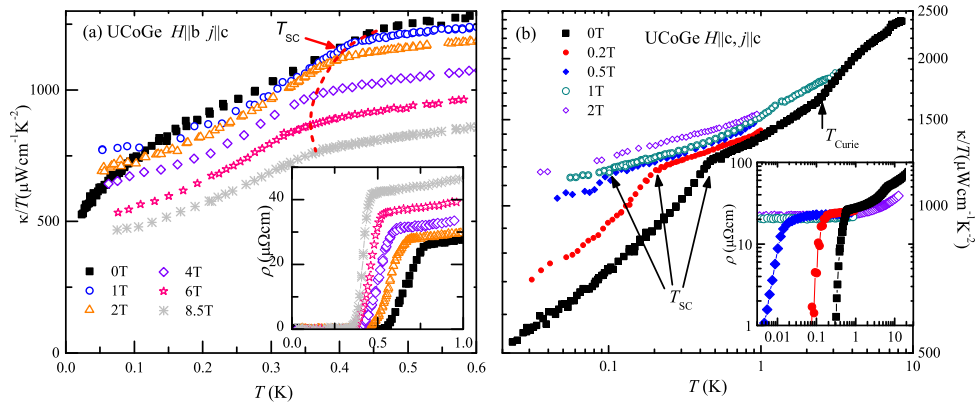 (a) UCoGe H||b j||c
T_SC
κ/T(μWcm⁻¹K⁻²)
1000
750
500
250
0
0T
1T
2T
4T
6T
8.5T
ρ (μΩcm)
40
20
0
0.5
1.0
0.0
0.1
0.2
0.3
0.4
0.5
0.6
T (K)
(b) UCoGe H||c, j||c
0T
0.2T
0.5T
1T
2T
T_Curie
T_SC
2500
2000
1500
1000
500
κ/T(μWcm⁻¹K⁻²)
ρ (μΩcm)
100
10
1
0.01
0.1
1
10
0.1
1
10
T (K)